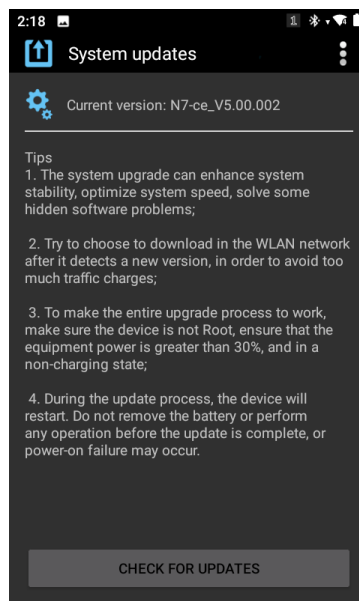 2:18
System updates
Current version: N7-ce_V5.00.002
Tips
1. The system upgrade can enhance system
stability, optimize system speed, solve some
hidden software problems;
2. Try to choose to download in the WLAN network
after it detects a new version, in order to avoid too
much traffic charges;
3. To make the entire upgrade process to work,
make sure the device is not Root, ensure that the
equipment power is greater than 30%, and in a
non-charging state;
4. During the update process, the device will
restart. Do not remove the battery or perform
any operation before the update is complete, or
power-on failure may occur.
CHECK FOR UPDATES